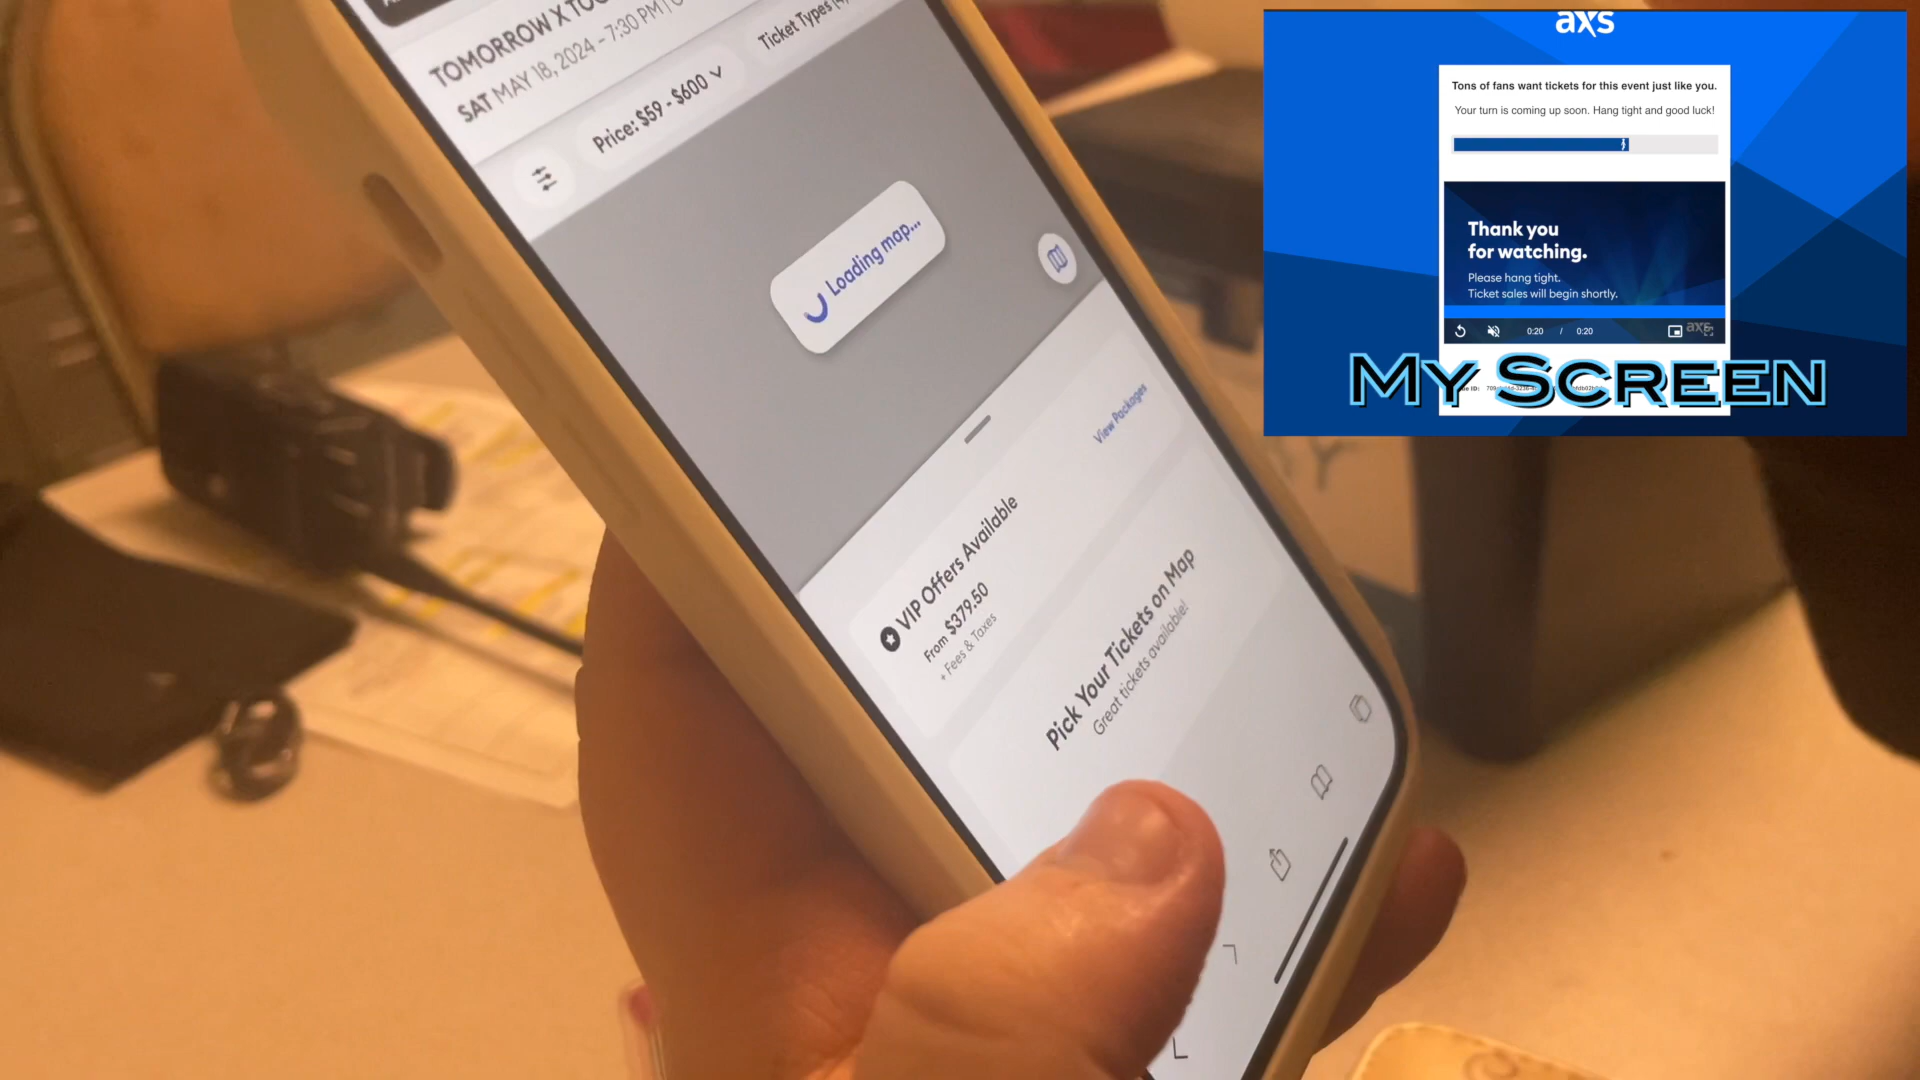 TOMORROW X
SAT MAY 18, 2024 - 7:30 PM
Price: $59 - $600
Ticket Types
Loading map...
View Packages
VIP Offers Available
From $379.50
+ Fees & Taxes
Pick Your Tickets on Map
Great tickets available!
axs
Tons of fans want tickets for this event just like you.
Your turn is coming up soon. Hang tight and good luck!
Thank you
for watching.
Please hang tight.
Ticket sales will begin shortly.
0:20 / 0:20
axs
ID:
MY SCREEN